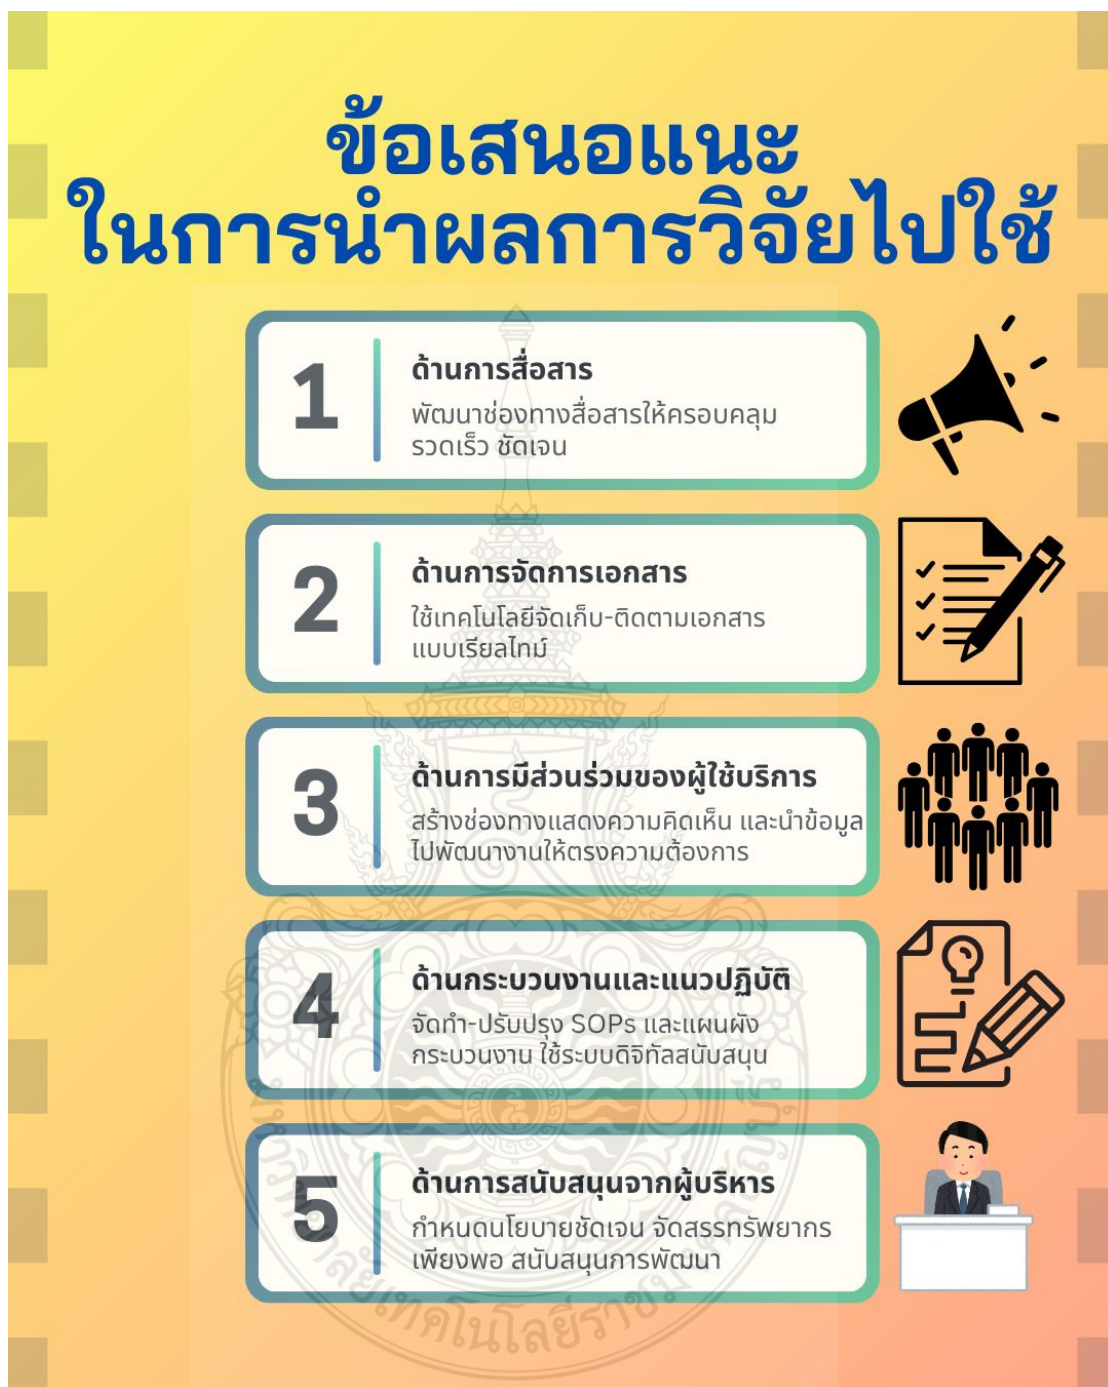 ข้อเสนอแนะ
ในการนำผลการวิจัยไปใช้
1
ด้านการสื่อสาร
พัฒนาช่องทางสื่อสารให้ครอบคลุม
รวดเร็ว ชัดเจน
2
ด้านการจัดการเอกสาร
ใช้เทคโนโลยีจัดเก็บ-ติดตามเอกสาร
แบบเรียลไทม์
3
ด้านการมีส่วนร่วมของผู้ใช้บริการ
สร้างช่องทางแสดงความคิดเห็น และนำข้อมูล
ไปพัฒนางานให้ตรงความต้องการ
4
ด้านกระบวนงานและแนวปฏิบัติ
จัดทำ-ปรับปรุง SOPs และแผนผัง
กระบวนงาน ใช้ระบบดิจิทัลสนับสนุน
5
ด้านการสนับสนุนจากผู้บริหาร
กำหนดนโยบายชัดเจน จัดสรรทรัพยากร
เพียงพอ สนับสนุนการพัฒนา